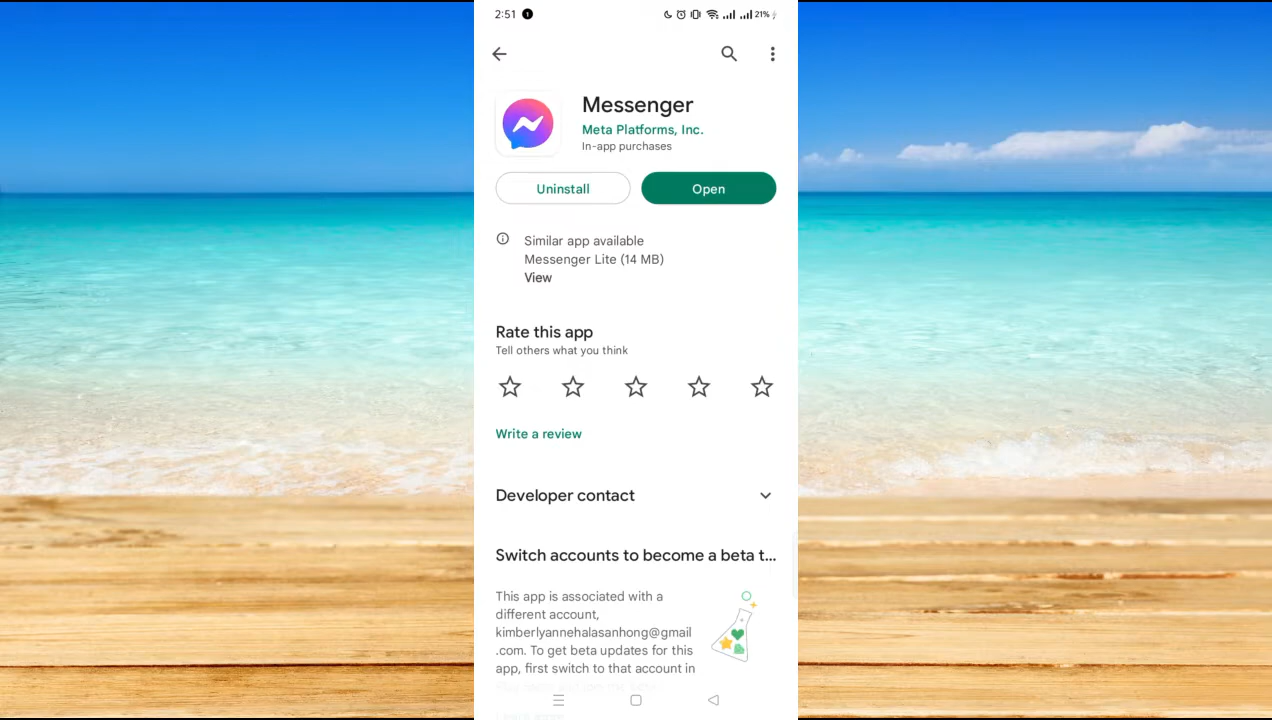 2:51
21%
Messenger
Meta Platforms, Inc.
In-app purchases
Uninstall
Open
Similar app available
Messenger Lite (14 MB)
View
Rate this app
Tell others what you think
Write a review
Developer contact
Switch accounts to become a beta t...
This app is associated with a
different account,
kimberlyannehalasanhong@gmail
.com. To get beta updates for this
app, first switch to that account in